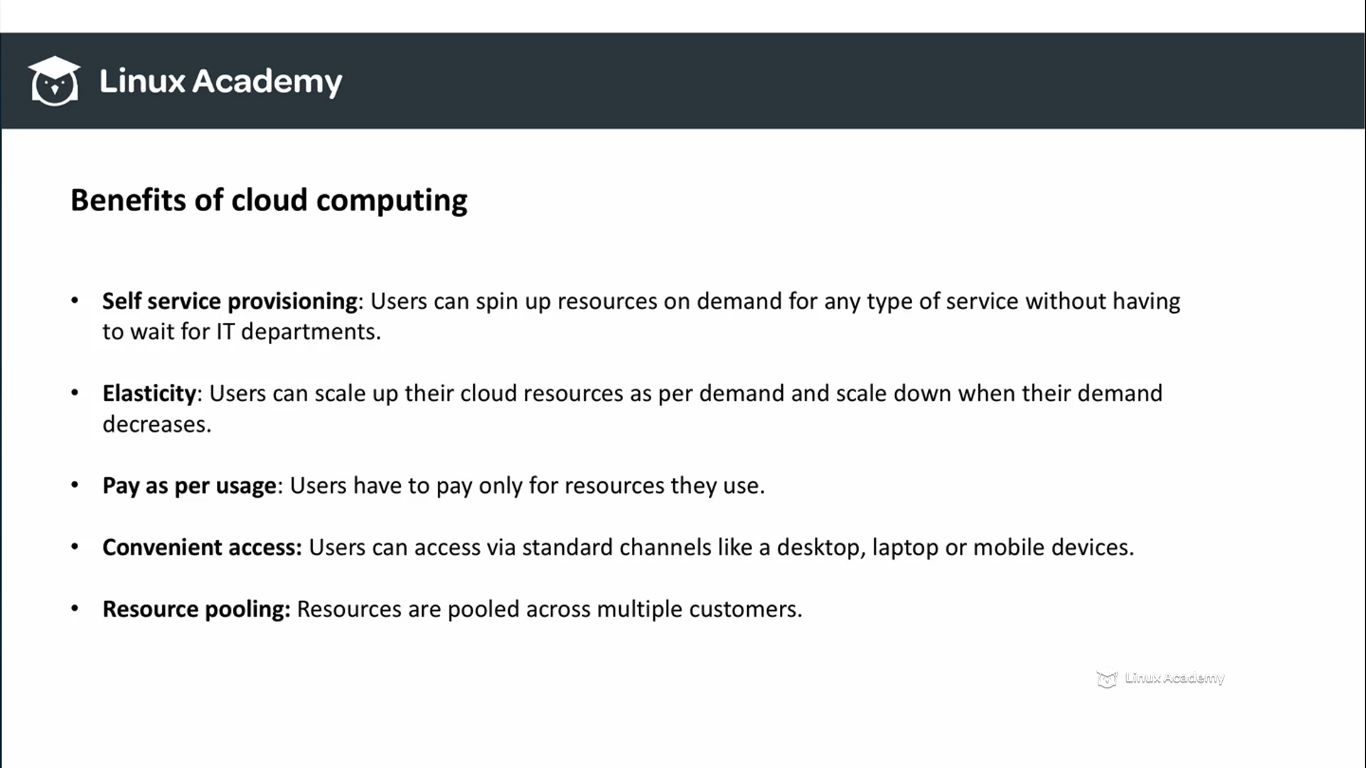 Linux Academy
Benefits of cloud computing
• Self service provisioning: Users can spin up resources on demand for any type of service without having
to wait for IT departments.
• Elasticity: Users can scale up their cloud resources as per demand and scale down when their demand
decreases.
• Pay as per usage: Users have to pay only for resources they use.
• Convenient access: Users can access via standard channels like a desktop, laptop or mobile devices.
• Resource pooling: Resources are pooled across multiple customers.
Linux Academy